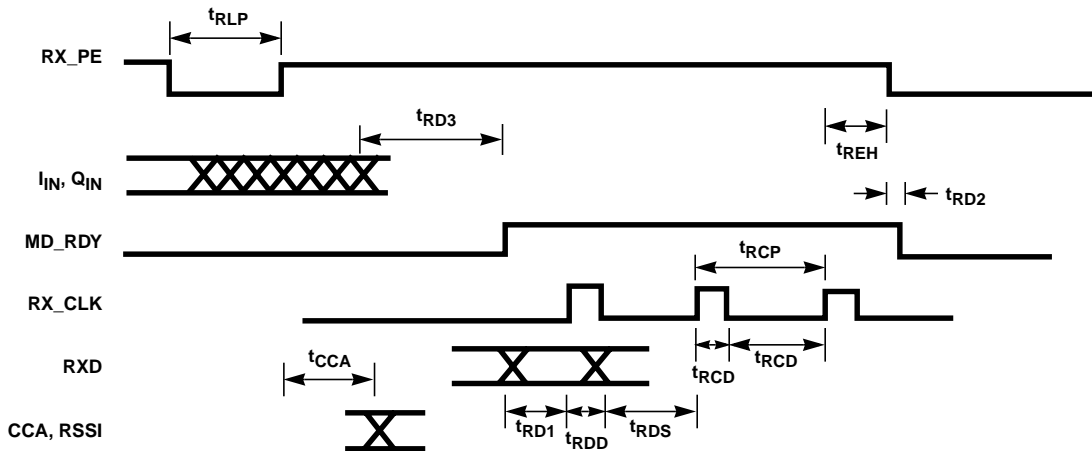 tRLP
RX_PE
tRD3
tREH
IIN, QIN
tRD2
MD_RDY
tRCP
RX_CLK
tCCA
RXD
tRCD
tRCD
tRD1
tRDD
tRDS
CCA, RSSI